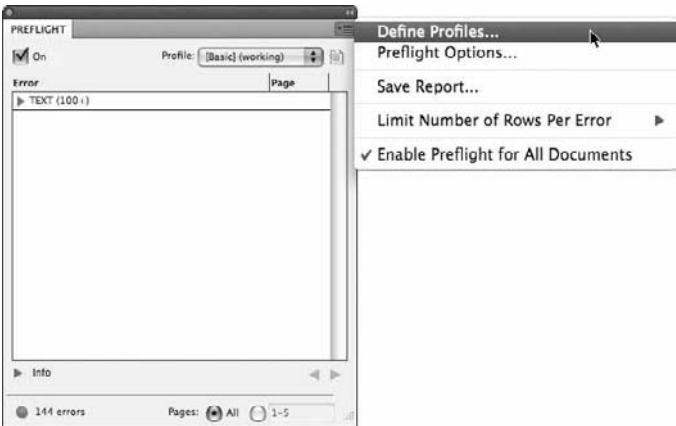 PREFLIGHT
On Profile: [Basic] (working)
Error Page
TEXT (100+)
Info
144 errors Pages: All 1-5
Define Profiles...
Preflight Options...
Save Report...
Limit Number of Rows Per Error
Enable Preflight for All Documents